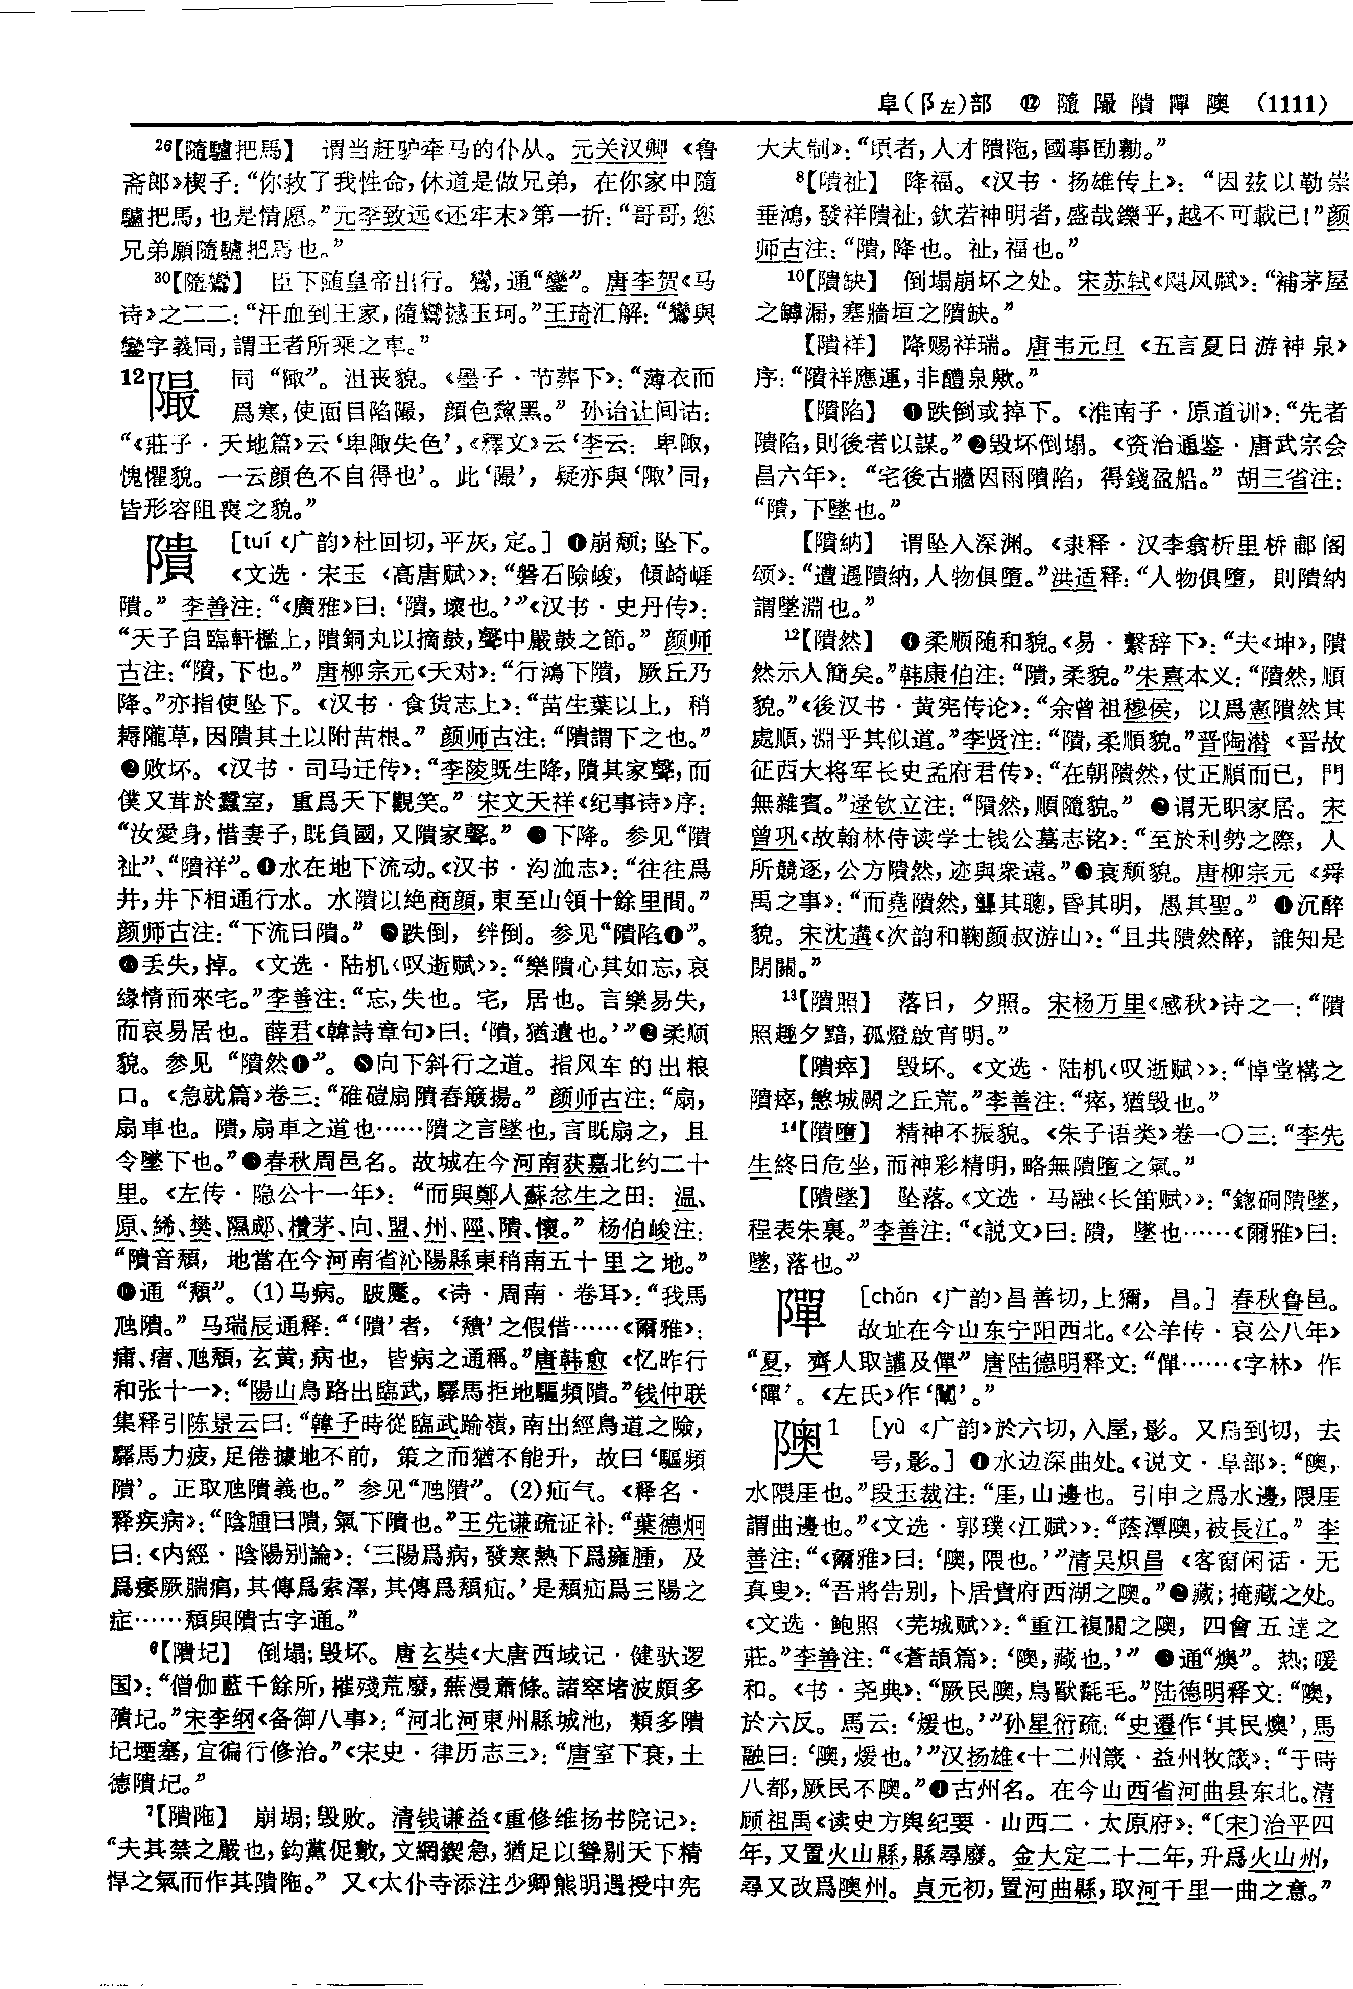 阜(阝左)部 ⑫ 隨 隬 隤 墠 隩 (1111)
²⁶【隨驢把馬】 谓当赶驴牵马的仆从。元关汉卿《鲁
斋郎》楔子：“你救了我性命，休道是做兄弟，在你家中隨
驢把馬，也是情愿。”元李致远《还牢末》第一折：“哥哥，您
兄弟願隨驢把馬也。”
³⁰【隨鸞】 臣下随皇帝出行。鸞，通“鑾”。唐李贺《马
诗》之二二：“汗血到王家，隨鸞撼玉珂。”王琦汇解：“鸞與
鑾字義同，謂王者所乘之車。”
12 同“陬”。沮丧貌。《墨子·节葬下》：“薄衣而
爲寒，使面目陷，顔色黧黑。”孙诒让间诂：
“《莊子·天地篇》云‘卑陬失色’，《釋文》云‘李云：卑陬，
愧懼貌。一云顔色不自得也’。此‘’，疑亦與‘陬’同，
皆形容阻喪之貌。”
隤 [tuí《广韵》杜回切，平灰，定。] ❶崩颓；坠下。
《文选·宋玉〈高唐赋〉》：“磐石險峻，傾崎崕
隤。”李善注：“《廣雅》曰：‘隤，壞也。’”《汉书·史丹传》：
“天子自臨軒檻上，隤銅丸以擿鼓，聲中嚴鼓之節。”颜师
古注：“隤，下也。”唐柳宗元《天对》：“行鴻下隤，厥丘乃
降。”亦指使坠下。《汉书·食货志上》：“苗生葉以上，稍
耨隴草，因隤其土以附苗根。”颜师古注：“隤謂下之也。”
❷败坏。《汉书·司马迁传》：“李陵既生降，隤其家聲，而
僕又茸於蠶室，重爲天下觀笑。”宋文天祥《纪事诗》序：
“汝愛身，惜妻子，既負國，又隤家聲。” ❸下降。参见“隤
祉”、“隤祥”。❹水在地下流动。《汉书·沟洫志》：“往往爲
井，井下相通行水。水隤以絶商顔，東至山領十餘里間。”
颜师古注：“下流曰隤。” ❺跌倒，绊倒。参见“隤陷❶”。
❻丢失，掉。《文选·陆机〈叹逝赋〉》：“樂隤心其如忘，哀
緣情而來宅。”李善注：“忘，失也。宅，居也。言樂易失，
而哀易居也。薛君《韓詩章句》曰：‘隤，猶遺也。’”❼柔顺
貌。参见“隤然❶”。❽向下斜行之道。指风车的出粮
口。《急就篇》卷三：“碓磑扇隤舂簸揚。”颜师古注：“扇，
扇車也。隤，扇車之道也……隤之言墜也，言既扇之，且
令墜下也。”❾春秋周邑名。故城在今河南获嘉北约二十
里。《左传·隐公十一年》：“而與鄭人蘇忿生之田：温、
原、絺、樊、隰郕、欑茅、向、盟、州、陘、隤、懷。”杨伯峻注：
“隤音頽，地當在今河南省沁陽縣東稍南五十里之地。”
❿通“頽”。(1)马病。跛蹩。《诗·周南·卷耳》：“我馬
虺隤。”马瑞辰通释：“‘隤’者，‘穨’之假借……《爾雅》：
痡、瘏、虺頽，玄黄；病也，皆病之通稱。”唐韩愈《忆昨行
和张十一》：“陽山鳥路出臨武，驛馬拒地驅頻隤。”钱仲联
集释引陈景云曰：“韓子時從臨武踰嶺，南出經鳥道之險，
驛馬力疲，足倦據地不前，策之而猶不能升，故曰‘驅頻
隤’。正取虺隤義也。”参见“虺隤”。(2)疝气。《释名·
释疾病》：“陰腫曰隤，氣下隤也。”王先谦疏证补：“葉德炯
曰：《内經·陰陽别論》：‘三陽爲病，發寒熱下爲癰腫，及
爲痿厥腨㾓，其傳爲索澤，其傳爲頽疝。’是頽疝爲三陽之
症……頽與隤古字通。”
⁶【隤圮】 倒塌；毁坏。唐玄奘《大唐西域记·健驮逻
国》：“僧伽藍千餘所，摧殘荒廢，蕪漫蕭條。諸窣堵波頗多
隤圮。”宋李纲《备御八事》：“河北河東州縣城池，類多隤
圮堙塞，宜徧行修治。”《宋史·律历志三》：“唐室下衰，土
德隤圮。”
⁷【隤陁】 崩塌；毁败。清钱谦益《重修维扬书院记》：
“夫其禁之嚴也，鈎黨促數，文網鍥急，猶足以聳剔天下精
悍之氣而作其隤陁。”又《太仆寺添注少卿熊明遇授中宪
大夫制》：“頃者，人才隤陁，國事劻勷。”
⁸【隤祉】 降福。《汉书·扬雄传上》：“因兹以勒崇
垂鴻，發祥隤祉，欽若神明者，盛哉鑠乎，越不可載已！”颜
师古注：“隤，降也。祉，福也。”
¹⁰【隤缺】 倒塌崩坏之处。宋苏轼《飓风赋》：“補茅屋
之罅漏，塞牆垣之隤缺。”
【隤祥】 降赐祥瑞。唐韦元旦《五言夏日游神泉》
序：“隤祥應運，非醴泉歟。”
【隤陷】 ❶跌倒或掉下。《淮南子·原道训》：“先者
隤陷，則後者以謀。”❷毁坏倒塌。《资治通鉴·唐武宗会
昌六年》：“宅後古牆因雨隤陷，得錢盈船。”胡三省注：
“隤，下墜也。”
【隤納】 谓坠入深渊。《隶释·汉李翕析里桥郙阁
颂》：“遭遇隤納，人物俱墮。”洪适释：“人物俱墮，則隤納
謂墜淵也。”
¹²【隤然】 ❶柔顺随和貌。《易·繫辞下》：“夫《坤》，隤
然示人簡矣。”韩康伯注：“隤，柔貌。”朱熹本义：“隤然，順
貌。”《後汉书·黄宪传论》：“余曾祖穆侯，以爲憲隤然其
處順，淵乎其似道。”李贤注：“隤，柔順貌。”晋陶潜《晋故
征西大将军长史孟府君传》：“在朝隤然，仗正順而已，門
無雜賓。”逯钦立注：“隤然，順隨貌。” ❷谓无职家居。宋
曾巩《故翰林侍读学士钱公墓志铭》：“至於利勢之際，人
所競逐，公方隤然，迹與衆遠。”❸衰颓貌。唐柳宗元《舜
禹之事》：“而堯隤然，聾其聰，昏其明，愚其聖。” ❹沉醉
貌。宋沈遘《次韵和鞠颜叔游山》：“且共隤然醉，誰知是
閉關。”
¹³【隤照】 落日，夕照。宋杨万里《感秋》诗之一：“隤
照趣夕黯，孤燈啟宵明。”
【隤瘁】 毁坏。《文选·陆机〈叹逝赋〉》：“悼堂構之
隤瘁，慜城闕之丘荒。”李善注：“瘁，猶毁也。”
¹⁴【隤墮】 精神不振貌。《朱子语类》卷一〇三：“李先
生終日危坐，而神彩精明，略無隤墮之氣。”
【隤墜】 坠落。《文选·马融〈长笛赋〉》：“鏓硐隤墜，
程表朱裏。”李善注：“《説文》曰：隤，墜也……《爾雅》曰：
墜，落也。”
[chǎn《广韵》昌善切，上獮，昌。] 春秋鲁邑。
故址在今山东宁阳西北。《公羊传·哀公八年》
“夏，齊人取讙及僤”唐陆德明释文：“僤……《字林》作
‘’。《左氏》作‘闡’。”
隩1 [yù《广韵》於六切，入屋，影。又烏到切，去
号，影。] ❶水边深曲处。《说文·阜部》：“隩，
水隈厓也。”段玉裁注：“厓，山邊也。引申之爲水邊，隈厓
謂曲邊也。”《文选·郭璞〈江赋〉》：“蔭潭隩，被長江。”李
善注：“《爾雅》曰：‘隩，隈也。’”清吴炽昌《客窗闲话·无
真叟》：“吾將告别，卜居貴府西湖之隩。”❷藏；掩藏之处。
《文选·鲍照〈芜城赋〉》：“重江複關之隩，四會五達之
莊。”李善注：“《蒼頡篇》：‘隩，藏也。’” ❸通“燠”。热；暖
和。《书·尧典》：“厥民隩，鳥獸氄毛。”陆德明释文：“隩，
於六反。馬云：‘煖也。’”孙星衍疏：“史遷作‘其民燠’，馬
融曰：‘隩，煖也。’”汉扬雄《十二州箴·益州牧箴》：“于時
八都，厥民不隩。”❹古州名。在今山西省河曲县东北。清
顾祖禹《读史方舆纪要·山西二·太原府》：“〔宋〕治平四
年，又置火山縣，縣尋廢。金大定二十二年，升爲火山州，
尋又改爲隩州。貞元初，置河曲縣，取河千里一曲之意。”